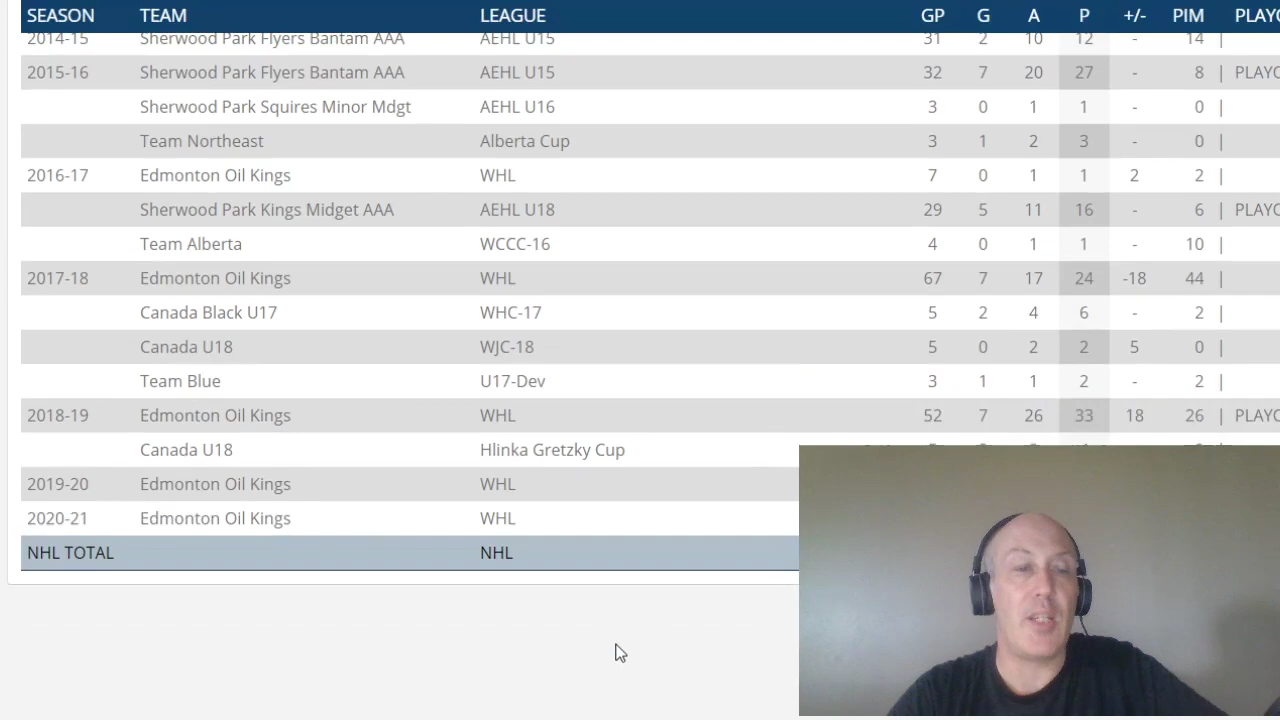 SEASON TEAM LEAGUE GP G A P +/- PIM PLAYO
2014-15 Sherwood Park Flyers Bantam AAA AEHL U15 31 2 10 12 - 14 |
2015-16 Sherwood Park Flyers Bantam AAA AEHL U15 32 7 20 27 - 8 | PLAYO
Sherwood Park Squires Minor Mdgt AEHL U16 3 0 1 1 - 0 |
Team Northeast Alberta Cup 3 1 2 3 - 0 |
2016-17 Edmonton Oil Kings WHL 7 0 1 1 2 2 |
Sherwood Park Kings Midget AAA AEHL U18 29 5 11 16 - 6 | PLAYO
Team Alberta WCCC-16 4 0 1 1 - 10 |
2017-18 Edmonton Oil Kings WHL 67 7 17 24 -18 44 |
Canada Black U17 WHC-17 5 2 4 6 - 2 |
Canada U18 WJC-18 5 0 2 2 5 0 |
Team Blue U17-Dev 3 1 1 2 - 2 |
2018-19 Edmonton Oil Kings WHL 52 7 26 33 18 26 | PLAYO
Canada U18 Hlinka Gretzky Cup
2019-20 Edmonton Oil Kings WHL
2020-21 Edmonton Oil Kings WHL
NHL TOTAL NHL